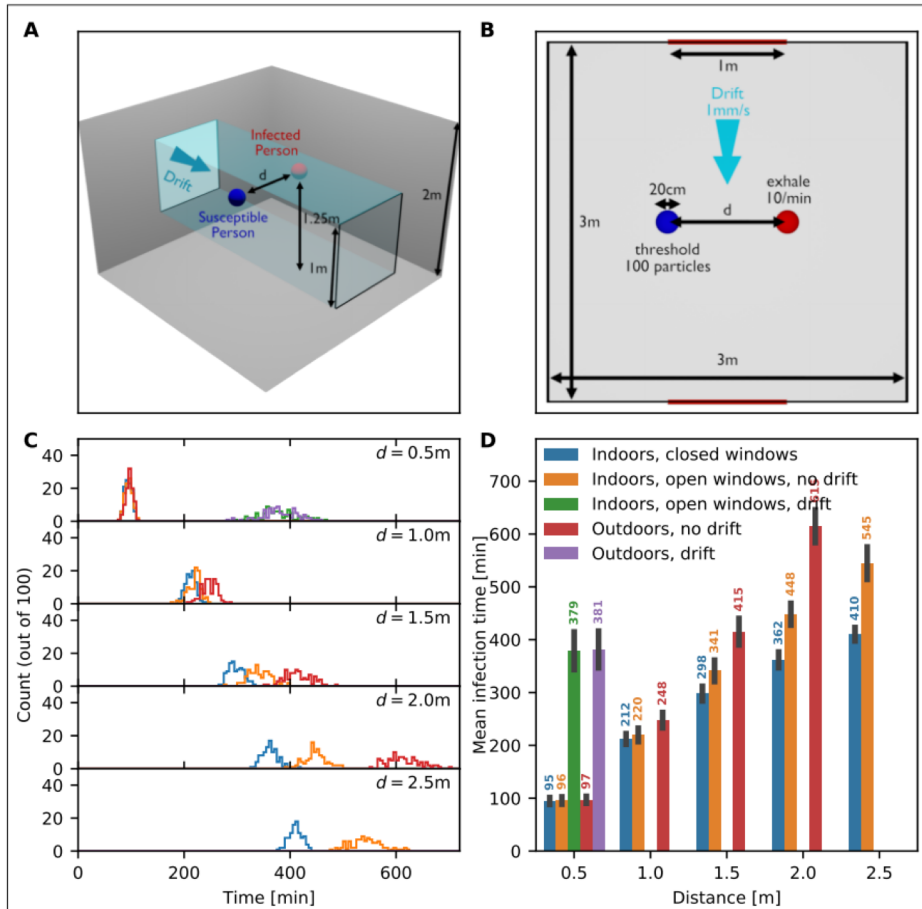 A
Infected
Person
Drift
d
Susceptible
Person
1.25m
1m
2m
B
1m
Drift
1mm/s
20cm
exhale
10/min
d
3m
threshold
100 particles
3m
C
d = 0.5m
d = 1.0m
d = 1.5m
d = 2.0m
d = 2.5m
Count (out of 100)
40
20
0
40
20
0
40
20
0
40
20
0
40
20
0
0 200 400 600
Time [min]
D
Indoors, closed windows
Indoors, open windows, no drift
Indoors, open windows, drift
Outdoors, no drift
Outdoors, drift
Mean infection time [min]
700
600
500
400
300
200
100
0
95
96
379
97
381
212
220
248
298
341
415
362
448
410
545
0.5 1.0 1.5 2.0 2.5
Distance [m]